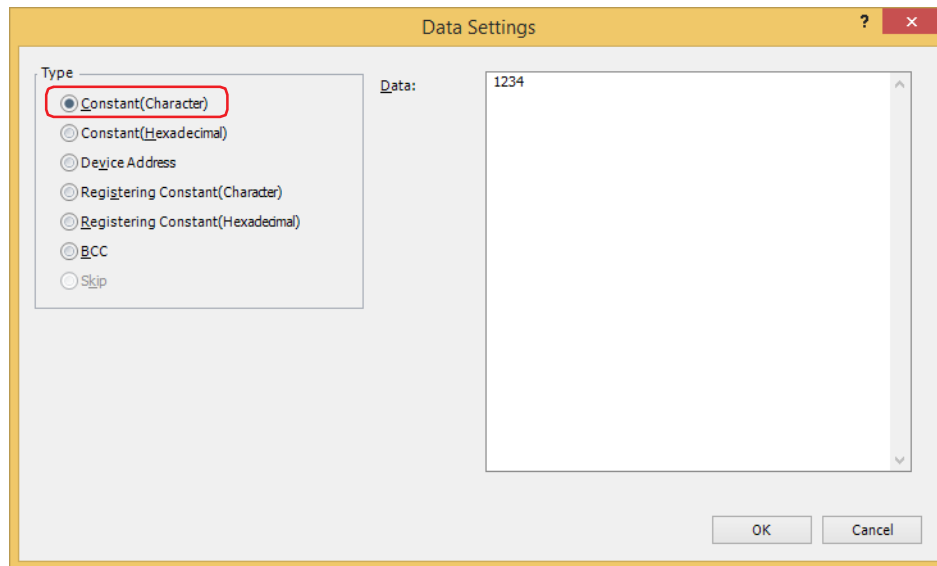 Data Settings
?
×
Type
Constant(Character)
Constant(Hexadecimal)
Device Address
Registering Constant(Character)
Registering Constant(Hexadecimal)
BCC
Skip
Data:
1234
OK
Cancel